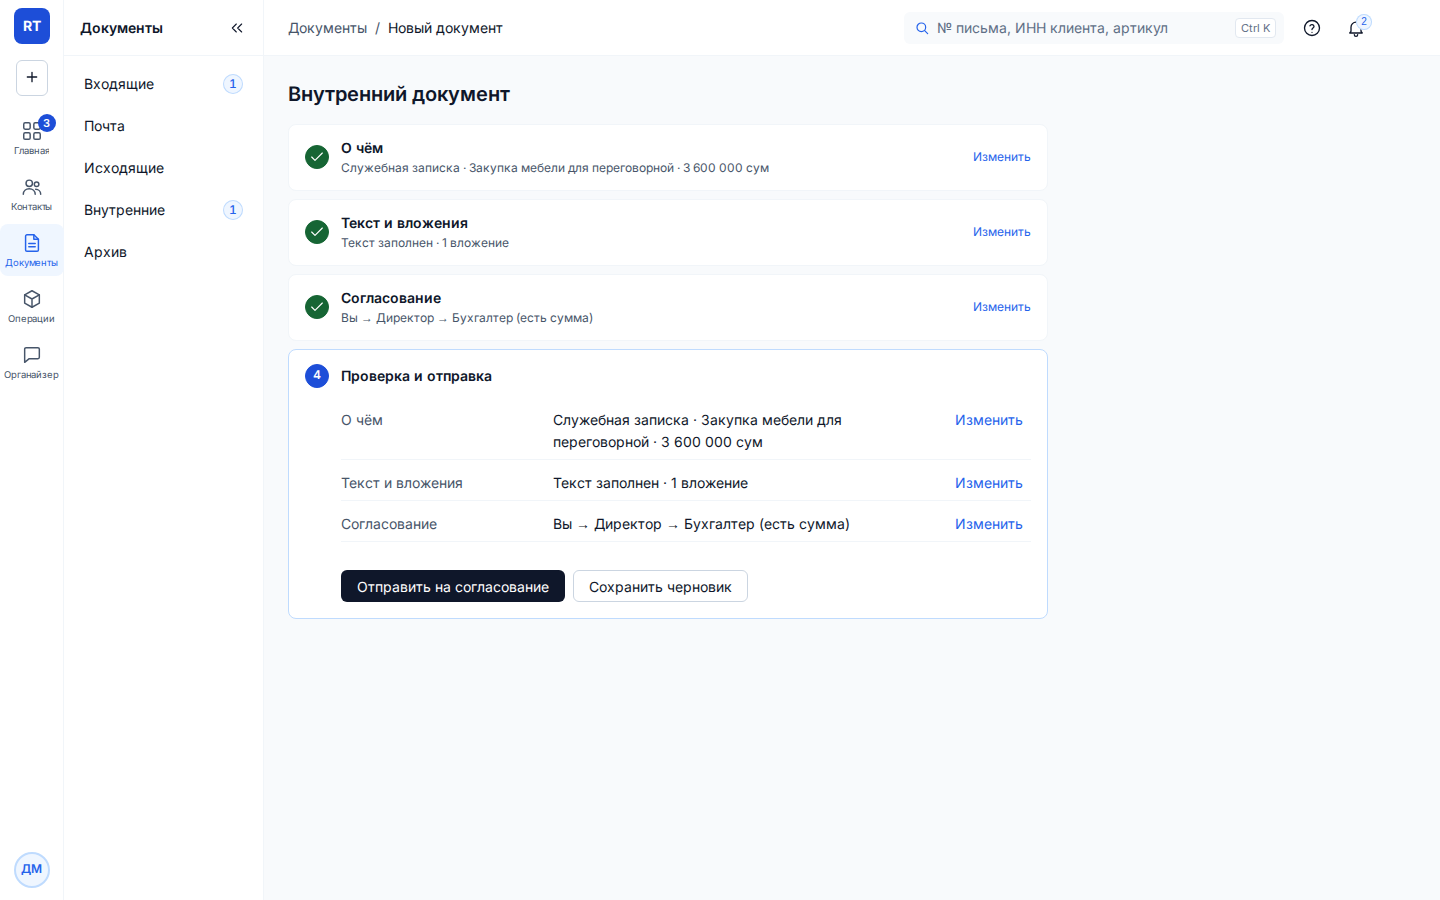 RT
Документы
Документы / Новый документ
№ письма, ИНН клиента, артикул
Ctrl K
2
+
3
Главная
Контакты
Документы
Операции
Органайзер
ДМ
Входящие 1
Почта
Исходящие
Внутренние 1
Архив
Внутренний документ
О чём
Служебная записка · Закупка мебели для переговорной · 3 600 000 сум
Изменить
Текст и вложения
Текст заполнен · 1 вложение
Изменить
Согласование
Вы → Директор → Бухгалтер (есть сумма)
Изменить
4 Проверка и отправка
О чём
Служебная записка · Закупка мебели для
переговорной · 3 600 000 сум
Изменить
Текст и вложения
Текст заполнен · 1 вложение
Изменить
Согласование
Вы → Директор → Бухгалтер (есть сумма)
Изменить
Отправить на согласование
Сохранить черновик